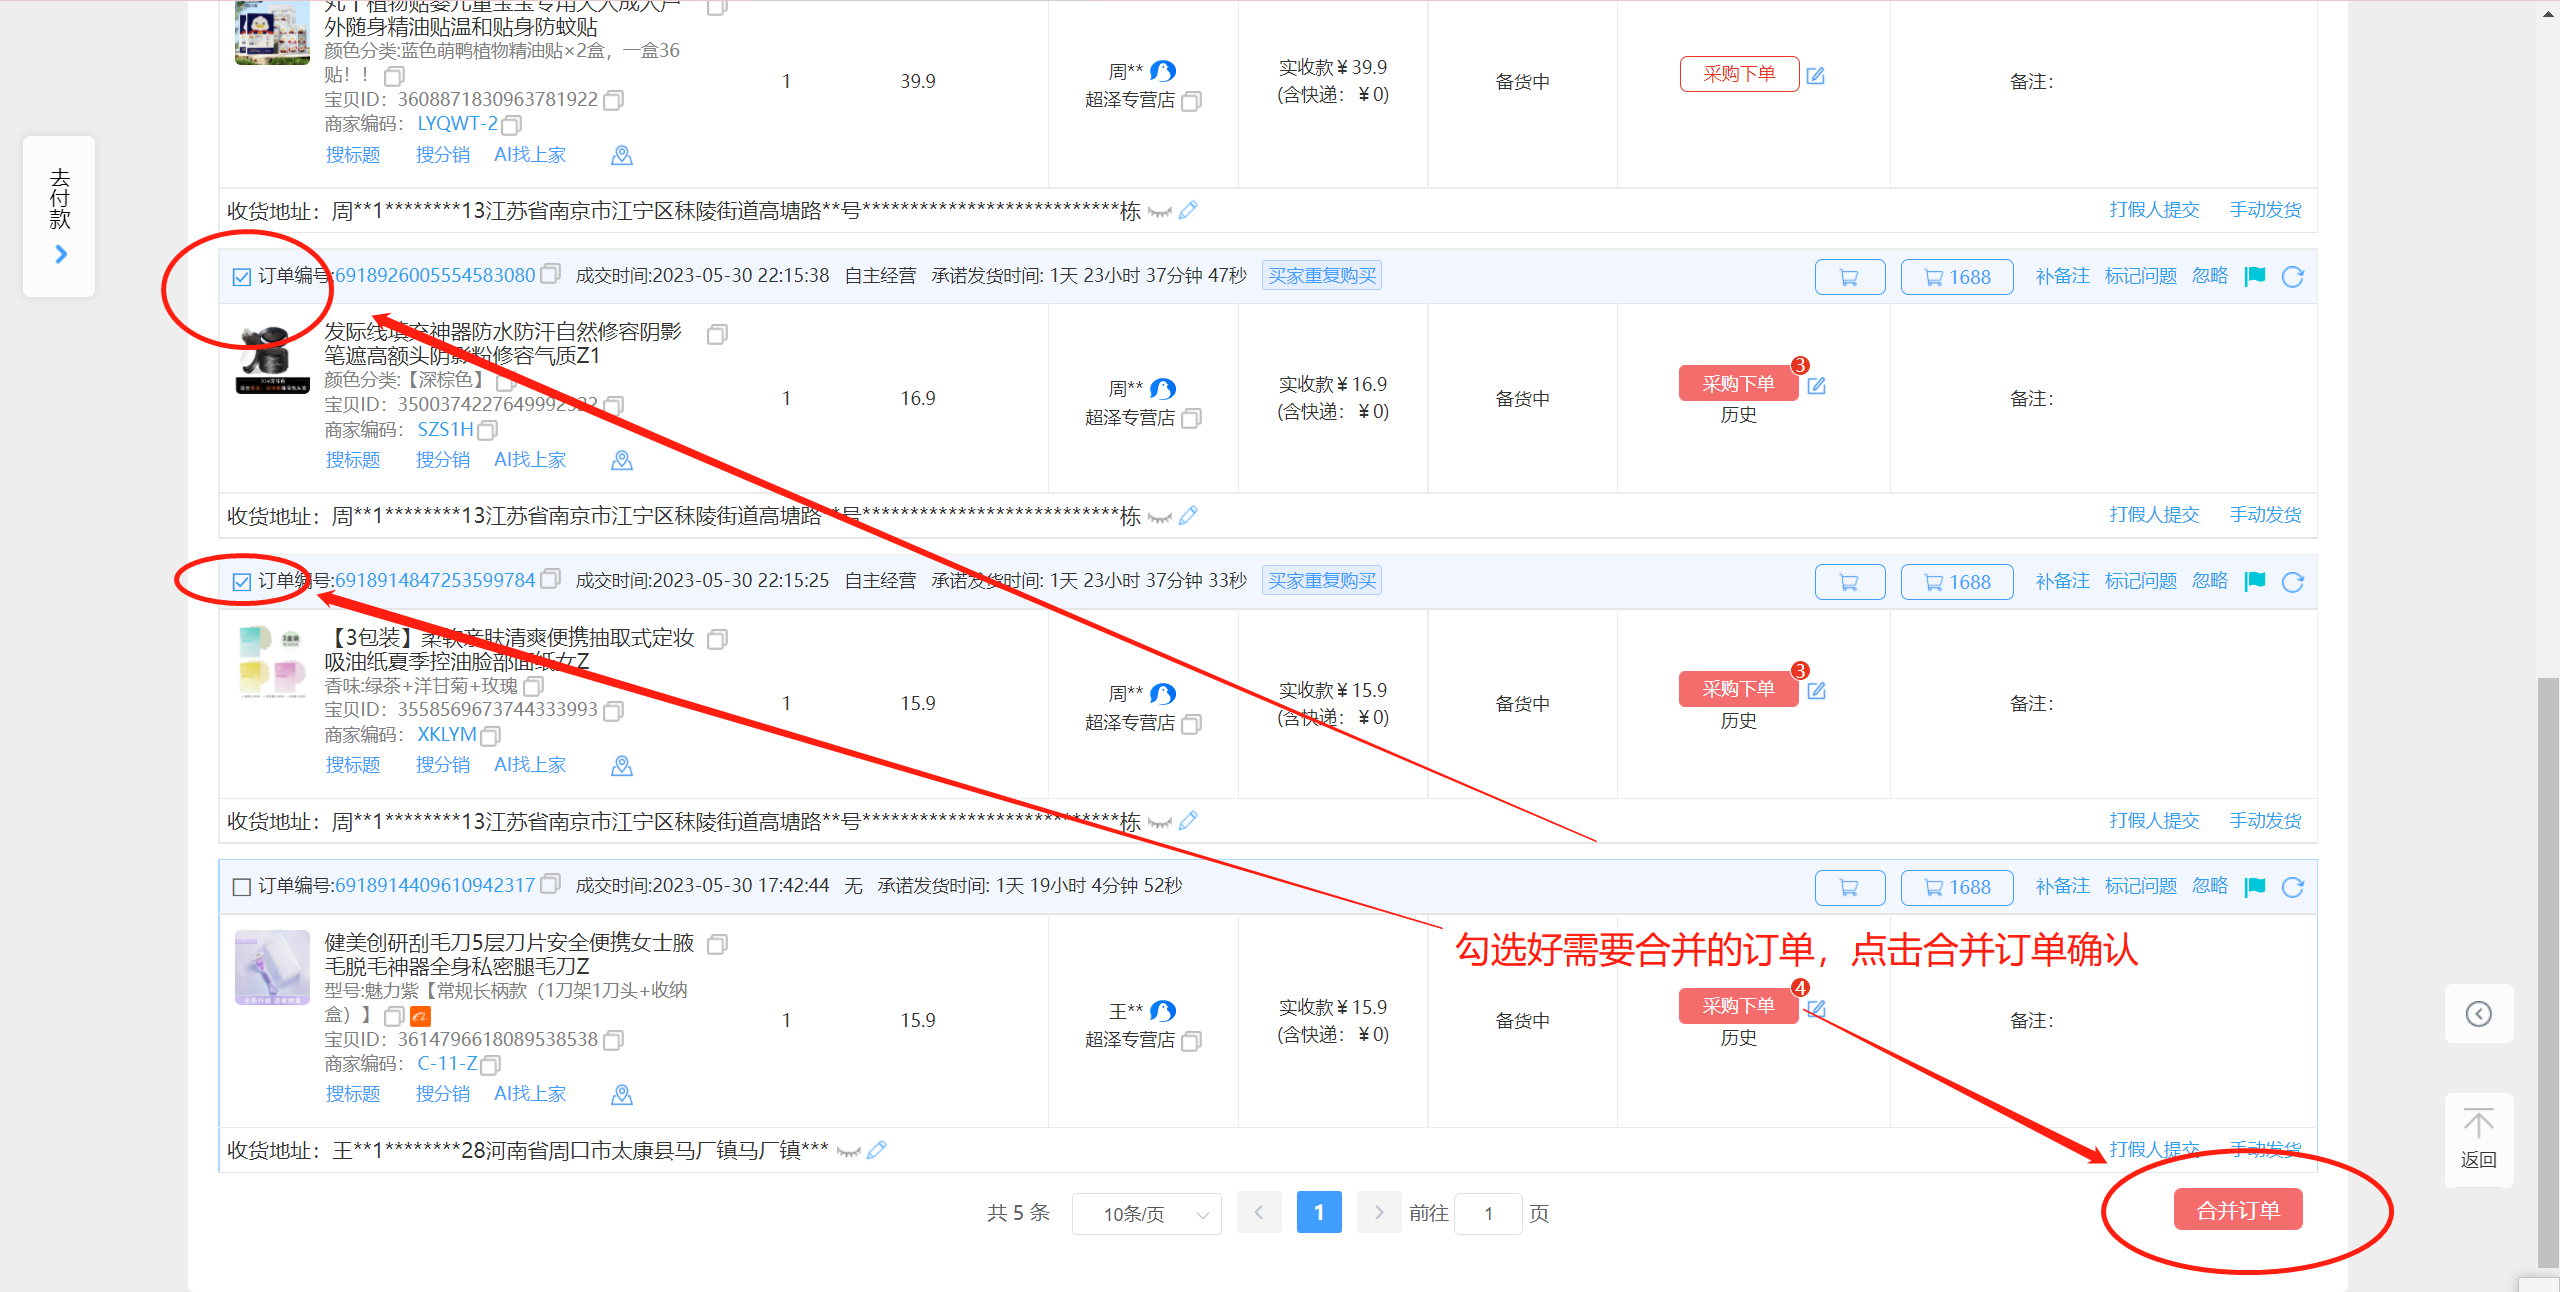 外随身精油贴温和贴身防蚊贴
颜色分类:蓝色萌鸭植物精油贴×2盒，一盒36
贴！！
宝贝ID：3608871830963781922
商家编码： LYQWT-2
搜标题 搜分销 AI找上家
1
39.9
周**
超泽专营店
实收款￥39.9
(含快递：￥0)
备货中
采购下单
备注：
去付款
收货地址：周**1********13江苏省南京市江宁区秣陵街道高塘路**号***************************栋
打假人提交 手动发货
订单编号:6918926005554583080 成交时间:2023-05-30 22:15:38 自主经营 承诺发货时间: 1天 23小时 37分钟 47秒 买家重复购买
1688 补备注 标记问题 忽略
发际线填充神器防水防汗自然修容阴影
笔遮高额头阴影粉修容气质Z1
颜色分类:【深棕色】
宝贝ID：3500374227649992322
商家编码： SZS1H
搜标题 搜分销 AI找上家
1
16.9
周**
超泽专营店
实收款￥16.9
(含快递：￥0)
备货中
采购下单 3
历史
备注：
收货地址：周**1********13江苏省南京市江宁区秣陵街道高塘路**号***************************栋
打假人提交 手动发货
订单编号:6918914847253599784 成交时间:2023-05-30 22:15:25 自主经营 承诺发货时间: 1天 23小时 37分钟 33秒 买家重复购买
1688 补备注 标记问题 忽略
【3包装】柔软亲肤清爽便携抽取式定妆
吸油纸夏季控油脸部面纸女Z
香味:绿茶+洋甘菊+玫瑰
宝贝ID：3558569673744333993
商家编码： XKLYM
搜标题 搜分销 AI找上家
1
15.9
周**
超泽专营店
实收款￥15.9
(含快递：￥0)
备货中
采购下单 3
历史
备注：
收货地址：周**1********13江苏省南京市江宁区秣陵街道高塘路**号***************************栋
打假人提交 手动发货
订单编号:6918914409610942317 成交时间:2023-05-30 17:42:44 无 承诺发货时间: 1天 19小时 4分钟 52秒
1688 补备注 标记问题 忽略
勾选好需要合并的订单，点击合并订单确认
健美创研刮毛刀5层刀片安全便携女士腋
毛脱毛神器全身私密腿毛刀Z
型号:魅力紫【常规长柄款（1刀架1刀头+收纳
盒）】
宝贝ID：3614796618089538538
商家编码： C-11-Z
搜标题 搜分销 AI找上家
1
15.9
王**
超泽专营店
实收款￥15.9
(含快递：￥0)
备货中
采购下单 4
历史
备注：
收货地址：王**1********28河南省周口市太康县马厂镇马厂镇***
打假人提交 手动发货
返回
共 5 条 10条/页 1 前往 1 页
合并订单